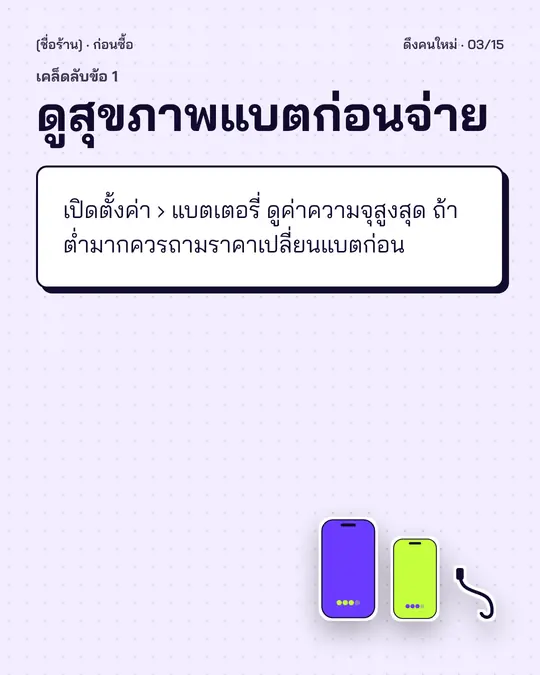 [ชื่อร้าน] · ก่อนซื้อ
ดึงคนใหม่ · 03/15
เคล็ดลับข้อ 1
ดูสุขภาพแบตก่อนจ่าย
เปิดตั้งค่า › แบตเตอรี่ ดูค่าความจุสูงสุด ถ้า
ต่ำมากควรถามราคาเปลี่ยนแบตก่อน